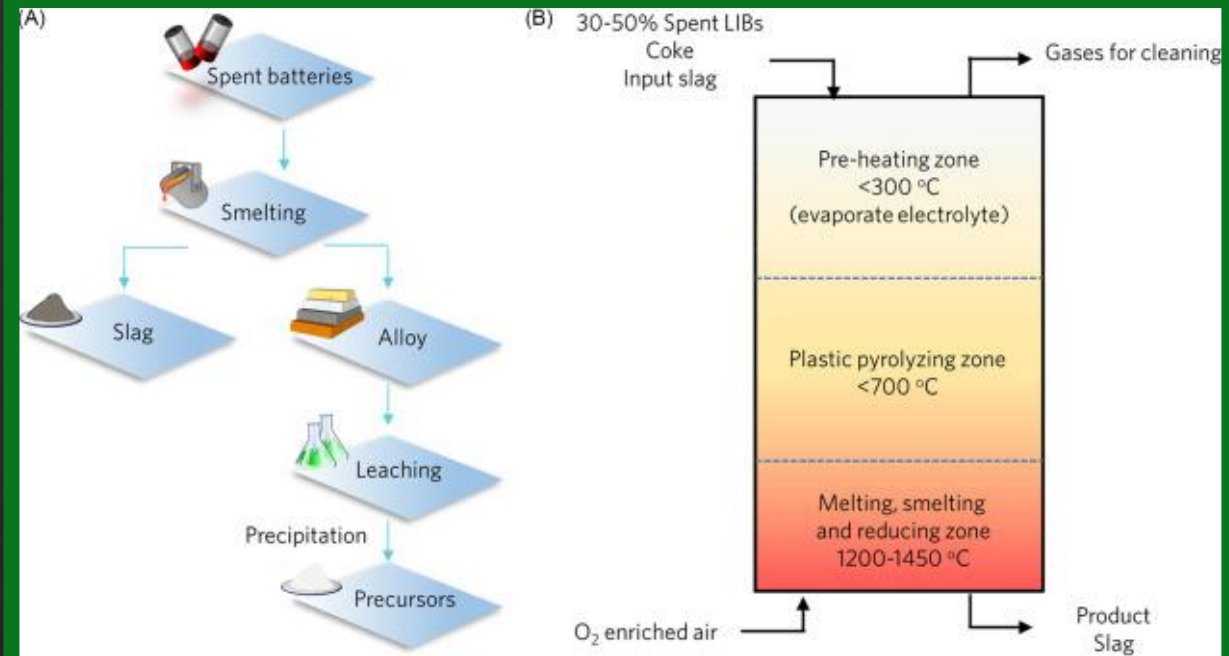 (A)
Spent batteries
Smelting
Slag
Alloy
Leaching
Precipitation
Precursors
(B)
30-50% Spent LIBs
Coke
Input slag
Gases for cleaning
Pre-heating zone
<300 °C
(evaporate electrolyte)
Plastic pyrolyzing zone
<700 °C
Melting, smelting
and reducing zone
1200-1450 °C
O₂ enriched air
Product
Slag